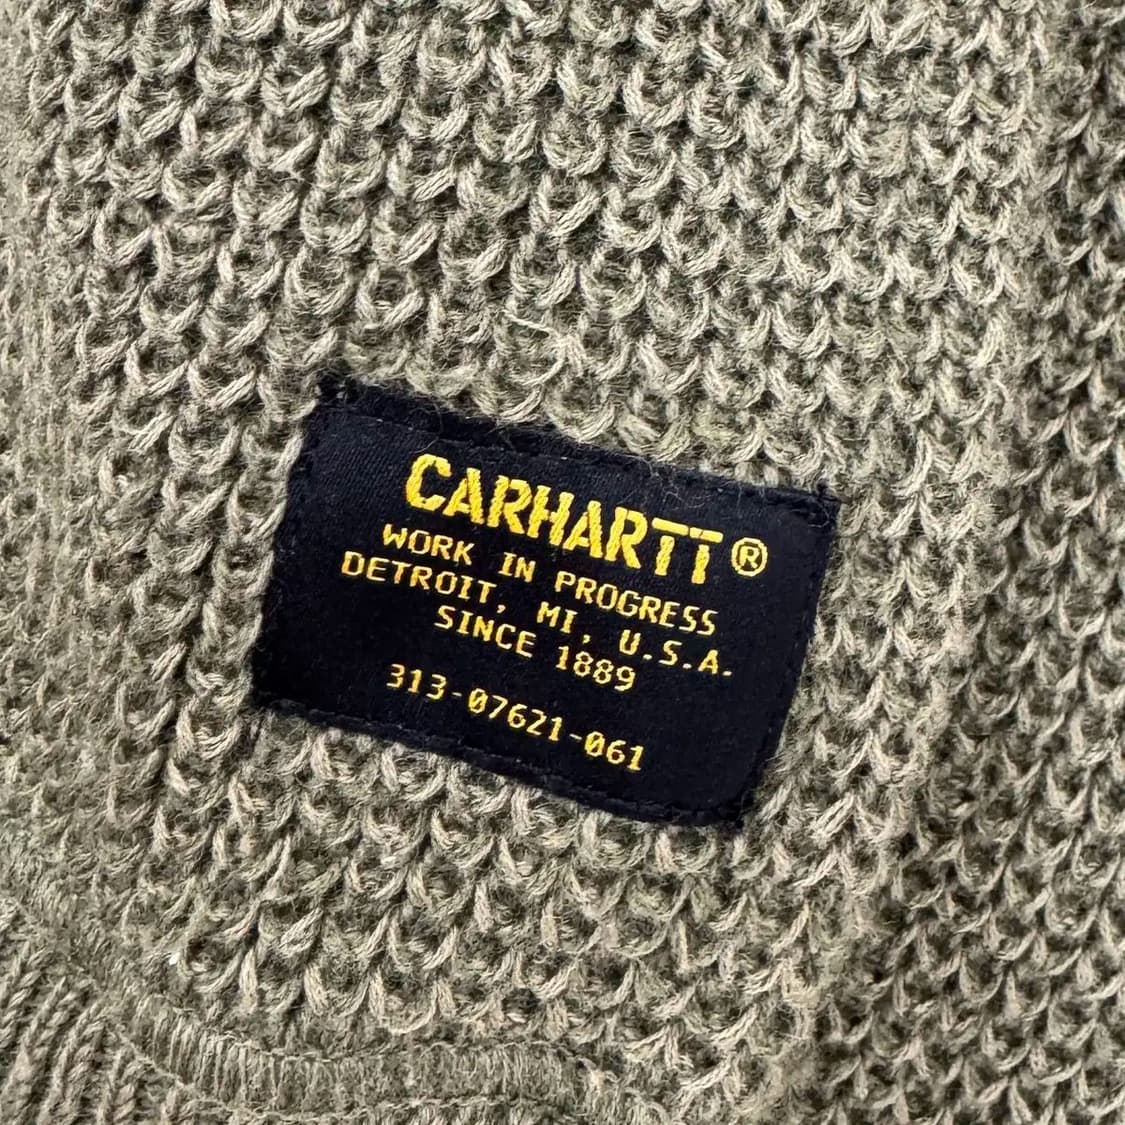 CARHARTT®
WORK IN PROGRESS
DETROIT, MI, U.S.A.
SINCE 1889
313-07621-061